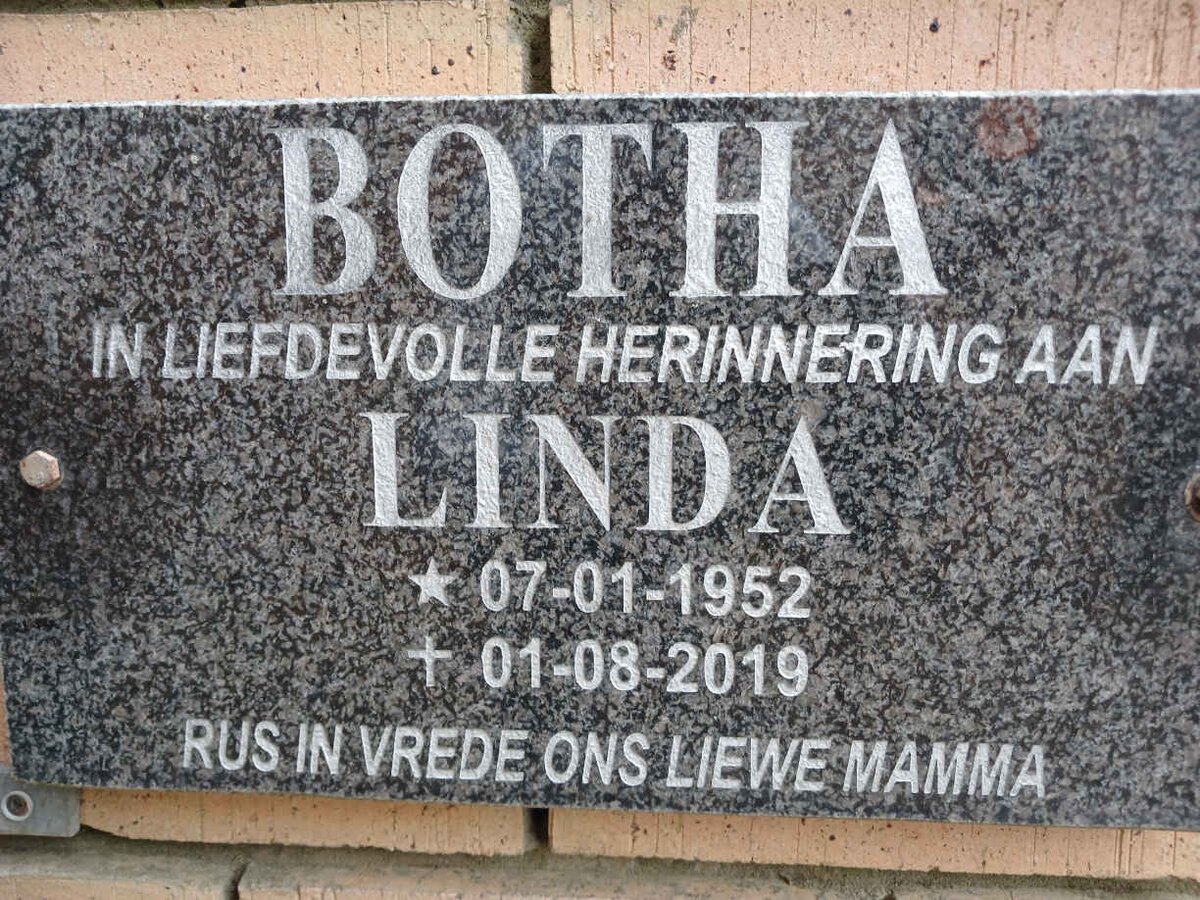 BOTHA
IN LIEFDEVOLLE HERINNERING AAN
LINDA
★ 07-01-1952
✝ 01-08-2019
RUS IN VREDE ONS LIEWE MAMMA